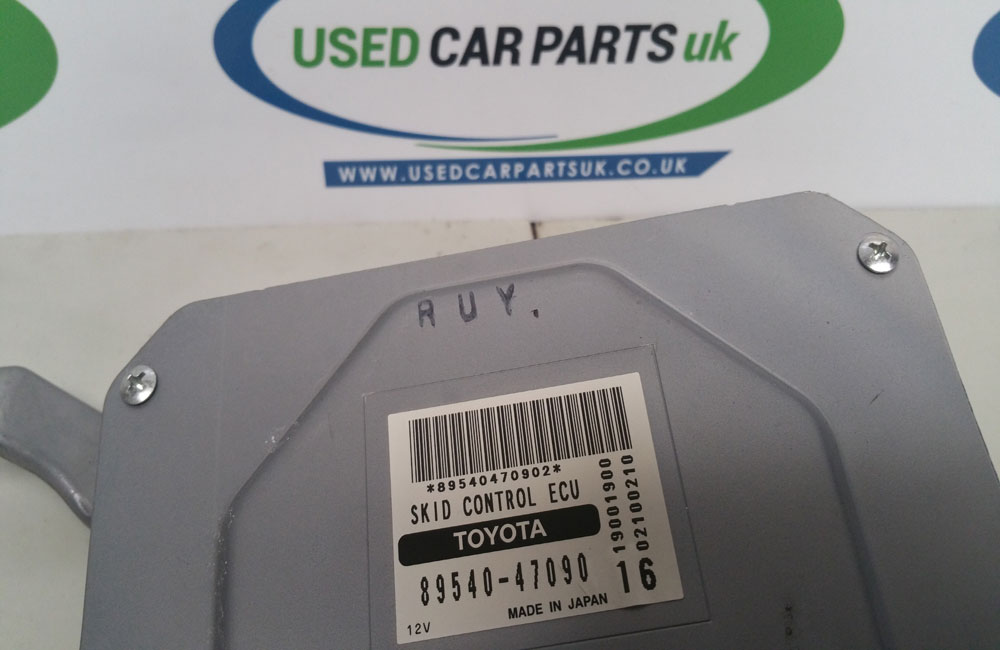 USED CAR PARTS uk
WWW.USEDCARPARTSUK.CO.UK
RUY.
*89540470902*
SKID CONTROL ECU
TOYOTA
89540-47090
MADE IN JAPAN
12V
19001900
02100210
16